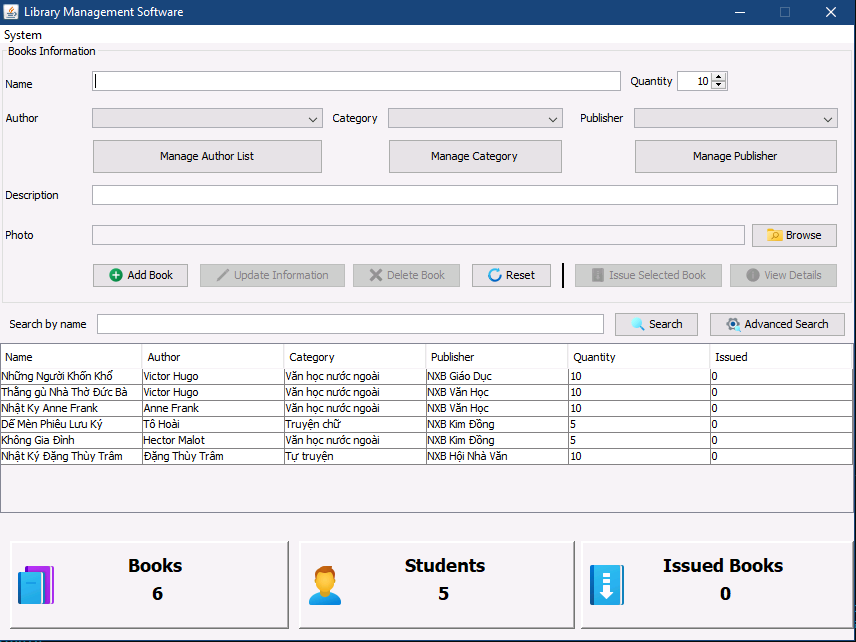 Library Management Software
System
Books Information
Name Quantity 10
Author Category Publisher
Manage Author List Manage Category Manage Publisher
Description
Photo Browse
Add Book Update Information Delete Book Reset Issue Selected Book View Details
Search by name Search Advanced Search
Name Author Category Publisher Quantity Issued
Những Người Khốn Khổ Victor Hugo Văn học nước ngoài NXB Giáo Dục 10 0
Thằng gù Nhà Thờ Đức Bà Victor Hugo Văn học nước ngoài NXB Văn Học 10 0
Nhật Ky Anne Frank Anne Frank Văn học nước ngoài NXB Văn Học 10 0
Dế Mèn Phiêu Lưu Ký Tô Hoài Truyện chữ NXB Kim Đồng 5 0
Không Gia Đình Hector Malot Văn học nước ngoài NXB Kim Đồng 5 0
Nhật Ký Đặng Thùy Trâm Đặng Thùy Trâm Tự truyện NXB Hội Nhà Văn 10 0
Books Students Issued Books
6 5 0